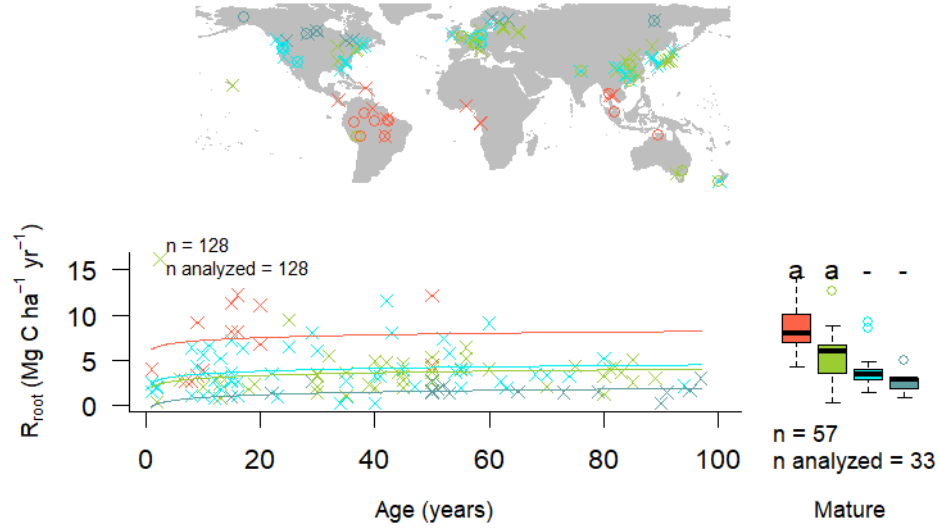 n = 128
n analyzed = 128
R_root (Mg C ha⁻¹ yr⁻¹)
15
10
5
0
0 20 40 60 80 100
Age (years)
a a - -
n = 57
n analyzed = 33
Mature